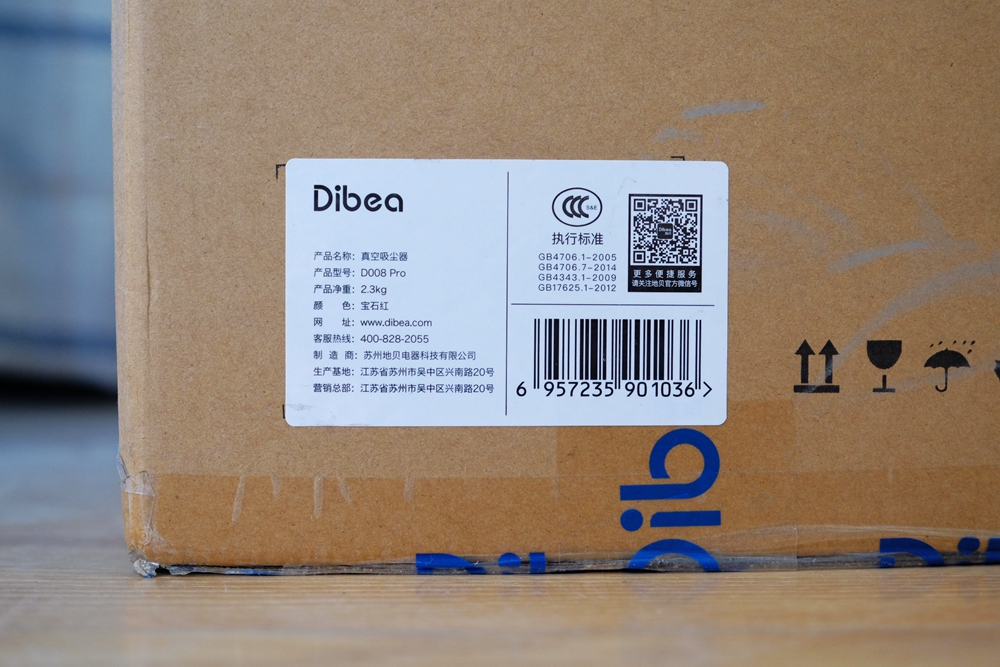 Dibea
产品名称：真空吸尘器
产品型号：D008 Pro
产品净重：2.3kg
颜 色：宝石红
网 址：www.dibea.com
客服热线：400-828-2055
制 造 商：苏州地贝电器科技有限公司
生产基地：江苏省苏州市吴中区兴南路20号
营销总部：江苏省苏州市吴中区兴南路20号
CCC S&E
执行标准
GB4706.1-2005
GB4706.7-2014
GB4343.1-2009
GB17625.1-2012
Dibea
更多便捷服务
请关注地贝官方微信号
6 957235 901036 >
Dib
Di
Di